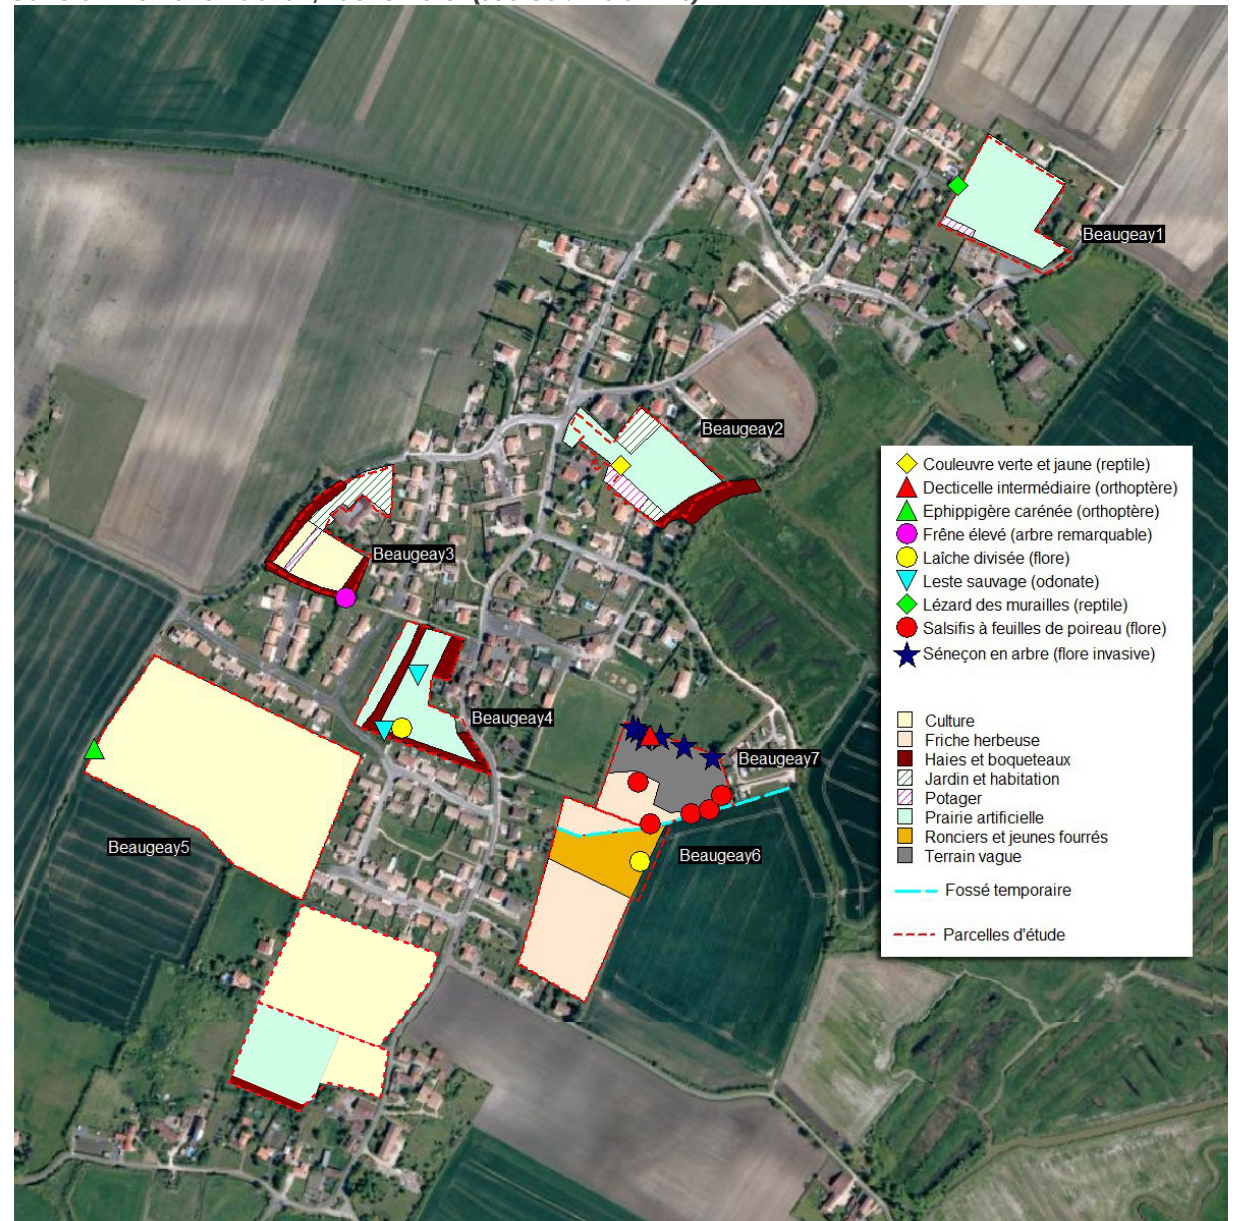 Beaugeay1
Beaugeay2
Beaugeay3
Beaugeay4
Beaugeay7
Beaugeay5
Beaugeay6
Couleuvre verte et jaune (reptile)
Decticelle intermédiaire (orthoptère)
Ephippigère carénée (orthoptère)
Frêne élevé (arbre remarquable)
Laîche divisée (flore)
Leste sauvage (odonate)
Lézard des murailles (reptile)
Salsifis à feuilles de poireau (flore)
Séneçon en arbre (flore invasive)
Culture
Friche herbeuse
Haies et boqueteaux
Jardin et habitation
Potager
Prairie artificielle
Ronciers et jeunes fourrés
Terrain vague
Fossé temporaire
Parcelles d'étude